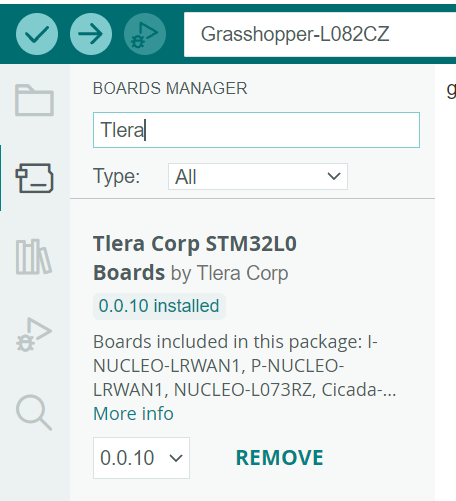 Grasshopper-L082CZ
BOARDS MANAGER
g
Tlera
Type: All
Tlera Corp STM32L0
Boards by Tlera Corp
0.0.10 installed
Boards included in this package: I-
NUCLEO-LRWAN1, P-NUCLEO-
LRWAN1, NUCLEO-L073RZ, Cicada-...
More info
0.0.10 REMOVE